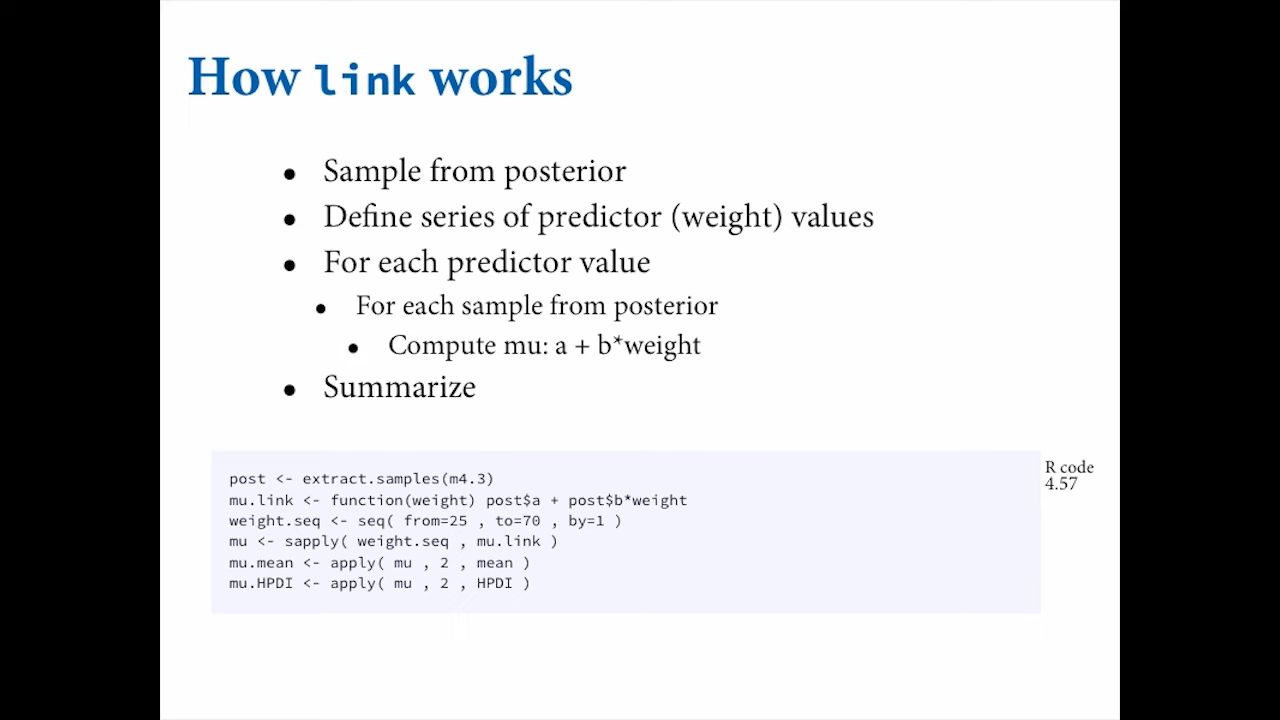 How link works
• Sample from posterior
• Define series of predictor (weight) values
• For each predictor value
• For each sample from posterior
• Compute mu: a + b*weight
• Summarize
post <- extract.samples(m4.3)
mu.link <- function(weight) post$a + post$b*weight
weight.seq <- seq( from=25 , to=70 , by=1 )
mu <- sapply( weight.seq , mu.link )
mu.mean <- apply( mu , 2 , mean )
mu.HPDI <- apply( mu , 2 , HPDI )
R code
4.57